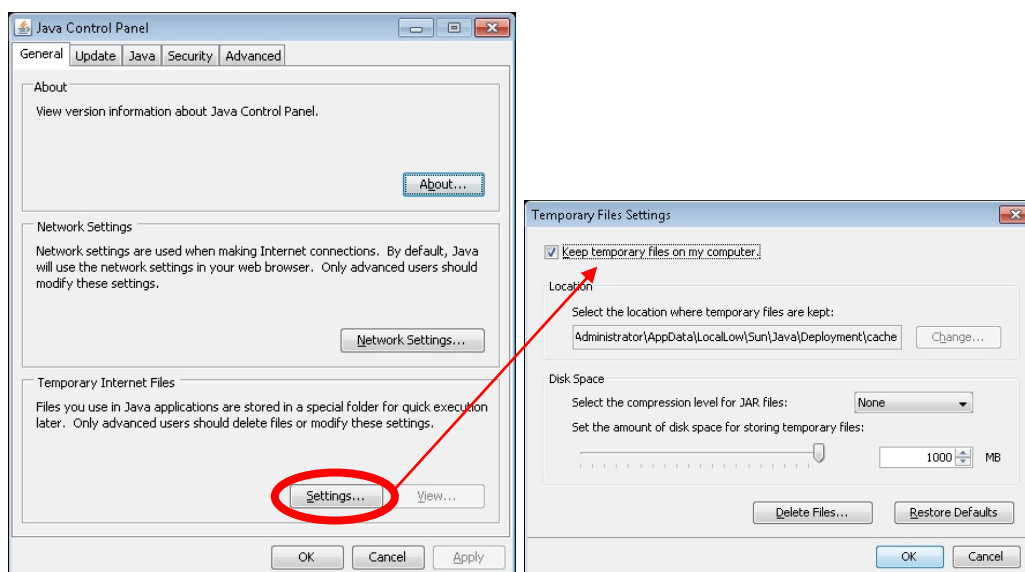 Java Control Panel
General Update Java Security Advanced
About
View version information about Java Control Panel.
About...
Network Settings
Network settings are used when making Internet connections. By default, Java
will use the network settings in your web browser. Only advanced users should
modify these settings.
Network Settings...
Temporary Internet Files
Files you use in Java applications are stored in a special folder for quick execution
later. Only advanced users should delete files or modify these settings.
Settings... View...
OK Cancel Apply
Temporary Files Settings
Keep temporary files on my computer.
Location
Select the location where temporary files are kept:
Administrator\AppData\LocalLow\Sun\Java\Deployment\cache Change...
Disk Space
Select the compression level for JAR files: None
Set the amount of disk space for storing temporary files:
1000 MB
Delete Files... Restore Defaults
OK Cancel